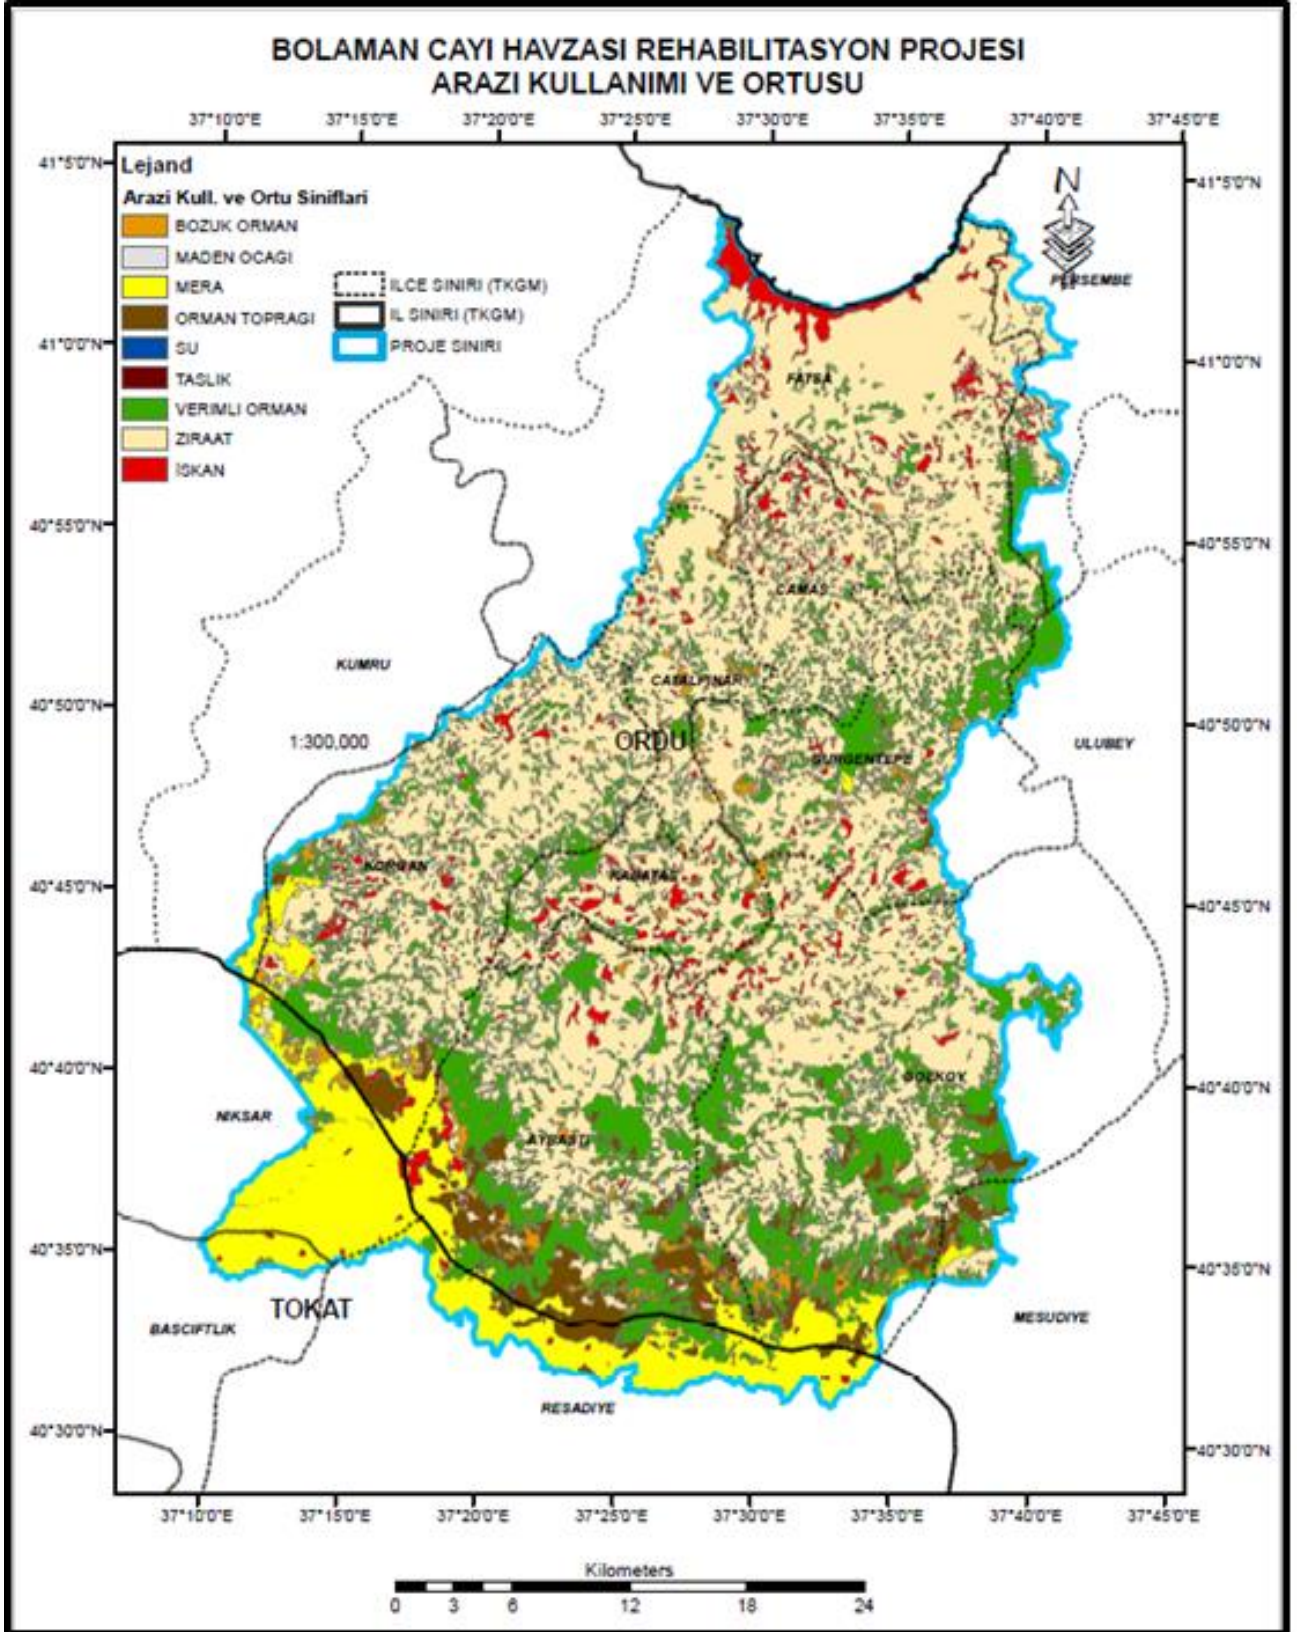 BOLAMAN CAYI HAVZASI REHABILITASYON PROJESI
ARAZI KULLANIMI VE ORTUSU
37°10'0"E 37°15'0"E 37°20'0"E 37°25'0"E 37°30'0"E 37°35'0"E 37°40'0"E 37°45'0"E
41°5'0"N
41°0'0"N
40°55'0"N
40°50'0"N
40°45'0"N
40°40'0"N
40°35'0"N
40°30'0"N
Lejand
Arazi Kull. ve Ortu Siniflari
BOZUK ORMAN
MADEN OCAGI
MERA
ORMAN TOPRAGI
SU
TASLIK
VERIMLI ORMAN
ZIRAAT
ISKAN
ILCE SINIRI (TKGM)
IL SINIRI (TKGM)
PROJE SINIRI
N
PERSEMBE
FATSA
CAMAS
KUMRU
CATALPINAR
1:300,000
ORDU
GURGENTEPE
ULUBEY
KORGAN
KABATAS
GOLKOY
NIKSAR
AYBASTI
TOKAT
BASCIFTLIK
MESUDIYE
RESADIYE
41°5'0"N
41°0'0"N
40°55'0"N
40°50'0"N
40°45'0"N
40°40'0"N
40°35'0"N
40°30'0"N
37°10'0"E 37°15'0"E 37°20'0"E 37°25'0"E 37°30'0"E 37°35'0"E 37°40'0"E 37°45'0"E
Kilometers
0 3 6 12 18 24